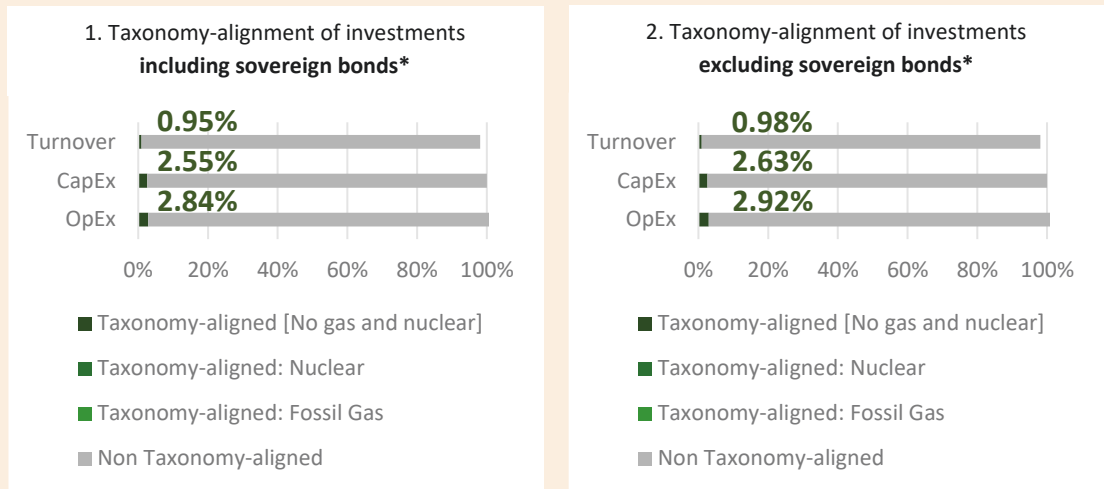 1. Taxonomy-alignment of investments
including sovereign bonds*
0.95%
Turnover
2.55%
CapEx
2.84%
OpEx
0% 20% 40% 60% 80% 100%
Taxonomy-aligned [No gas and nuclear]
Taxonomy-aligned: Nuclear
Taxonomy-aligned: Fossil Gas
Non Taxonomy-aligned
2. Taxonomy-alignment of investments
excluding sovereign bonds*
0.98%
Turnover
2.63%
CapEx
2.92%
OpEx
0% 20% 40% 60% 80% 100%
Taxonomy-aligned [No gas and nuclear]
Taxonomy-aligned: Nuclear
Taxonomy-aligned: Fossil Gas
Non Taxonomy-aligned